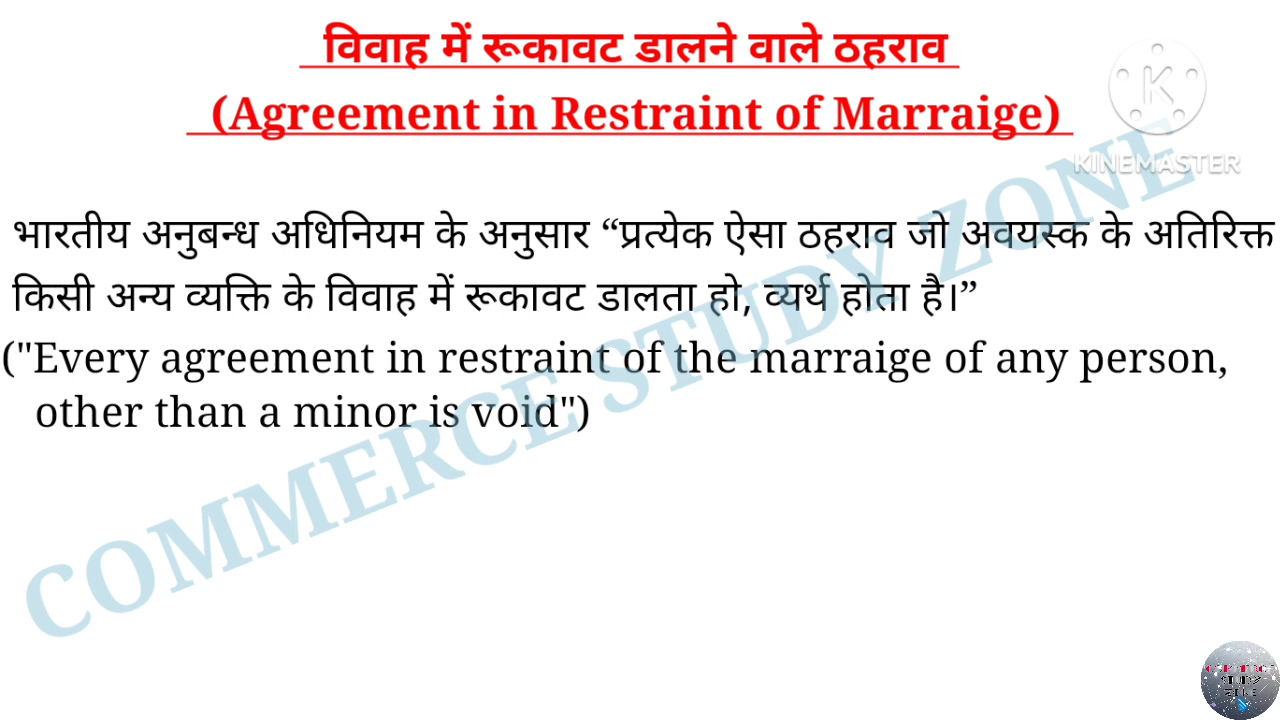 विवाह में रूकावट डालने वाले ठहराव
(Agreement in Restraint of Marraige)
K
KINEMASTER
भारतीय अनुबन्ध अधिनियम के अनुसार “प्रत्येक ऐसा ठहराव जो अवयस्क के अतिरिक्त
किसी अन्य व्यक्ति के विवाह में रूकावट डालता हो, व्यर्थ होता है।”
("Every agreement in restraint of the marraige of any person,
other than a minor is void")
COMMERCE STUDY ZONE
STUDY
ZONE